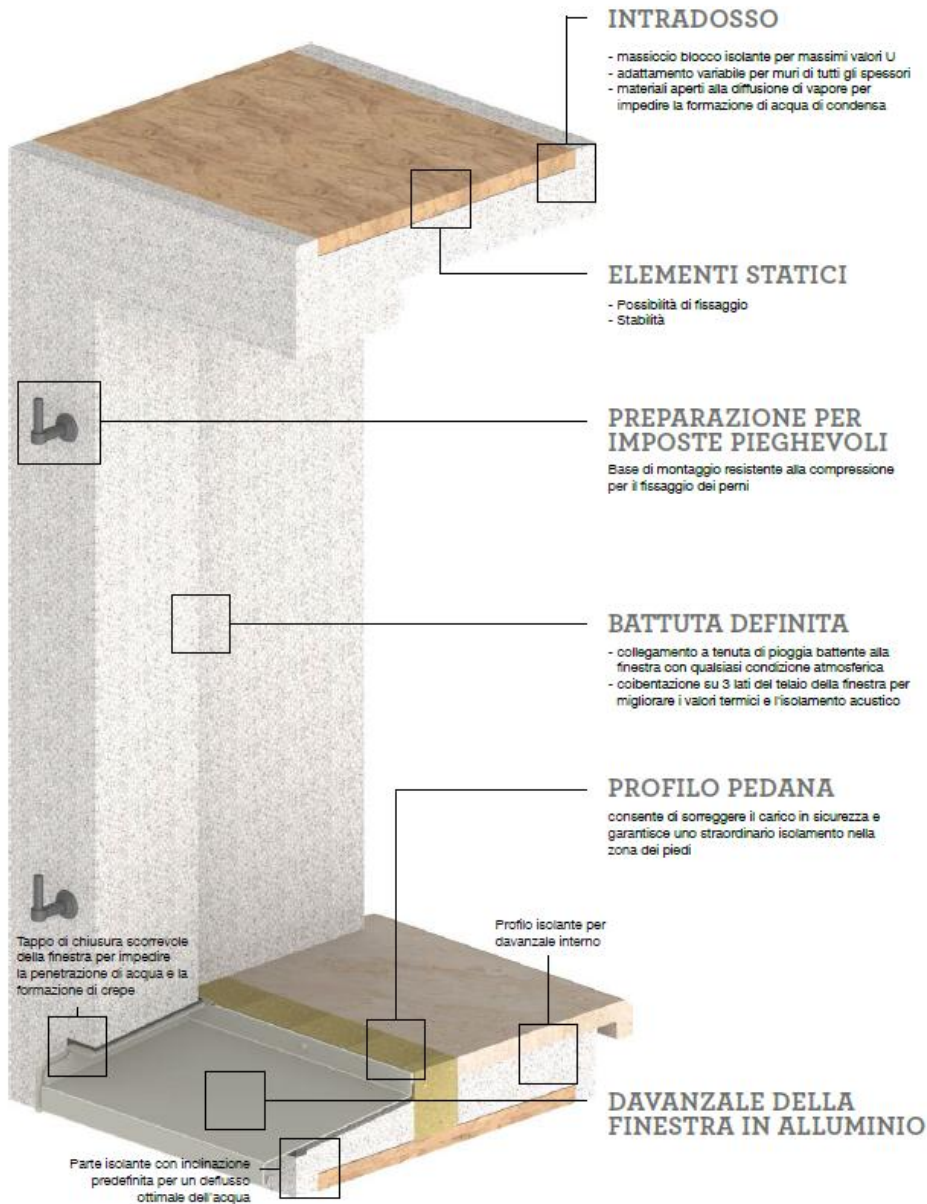 INTRADOSSO
- massiccio blocco isolante per massimi valori U
- adattamento variabile per muri di tutti gli spessori
- materiali aperti alla diffusione di vapore per
impedire la formazione di acqua di condensa
ELEMENTI STATICI
- Possibilità di fissaggio
- Stabilità
PREPARAZIONE PER
IMPOSTE PIEGHEVOLI
Base di montaggio resistente alla compressione
per il fissaggio dei perni
BATTUTA DEFINITA
- collegamento a tenuta di pioggia battente alla
finestra con qualsiasi condizione atmosferica
- coibentazione su 3 lati del telaio della finestra per
migliorare i valori termici e l'isolamento acustico
PROFILO PEDANA
consente di sorreggere il carico in sicurezza e
garantisce uno straordinario isolamento nella
zona dei piedi
Profilo isolante per
davanzale interno
Tappo di chiusura scorrevole
della finestra per impedire
la penetrazione di acqua e la
formazione di crepe
DAVANZALE DELLA
FINESTRA IN ALLUMINIO
Parte isolante con inclinazione
predefinita per un deflusso
ottimale dell'acqua